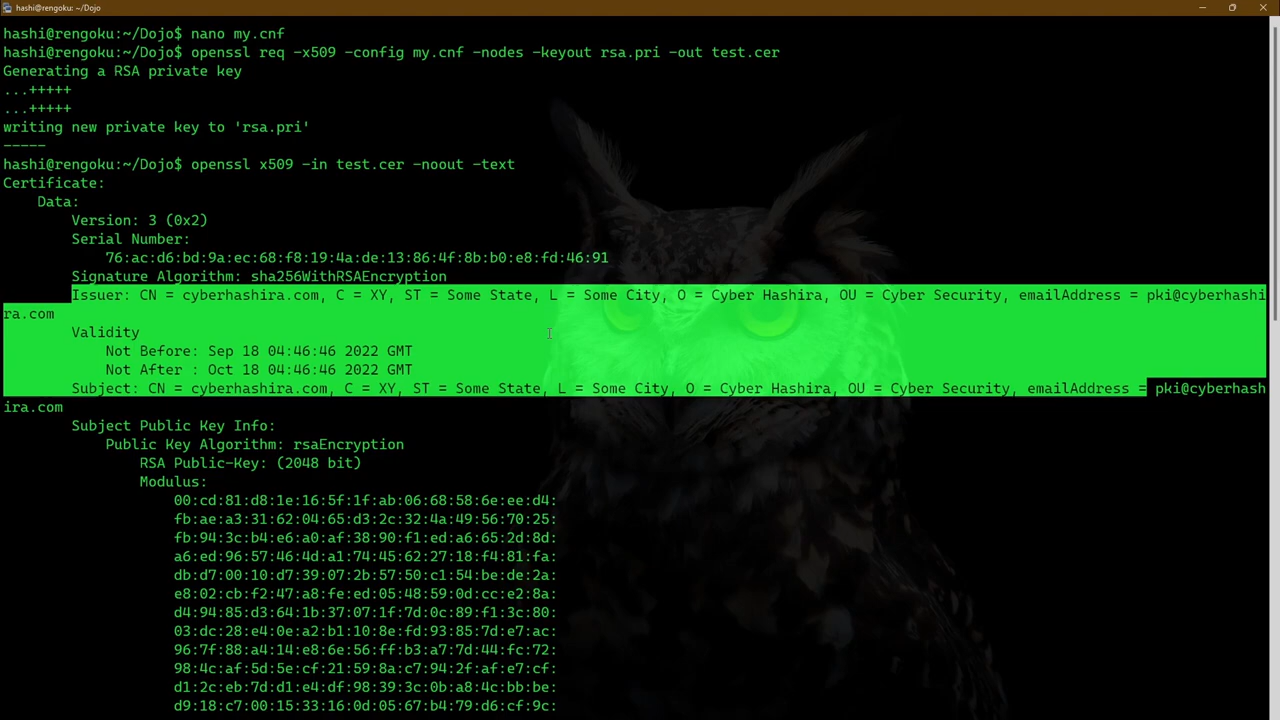 hashi@rengoku: ~/Dojo
hashi@rengoku:~/Dojo$ nano my.cnf
hashi@rengoku:~/Dojo$ openssl req -x509 -config my.cnf -nodes -keyout rsa.pri -out test.cer
Generating a RSA private key
...+++++
...+++++
writing new private key to 'rsa.pri'
-----
hashi@rengoku:~/Dojo$ openssl x509 -in test.cer -noout -text
Certificate:
    Data:
        Version: 3 (0x2)
        Serial Number:
            76:ac:d6:bd:9a:ec:68:f8:19:4a:de:13:86:4f:8b:b0:e8:fd:46:91
        Signature Algorithm: sha256WithRSAEncryption
        Issuer: CN = cyberhashira.com, C = XY, ST = Some State, L = Some City, O = Cyber Hashira, OU = Cyber Security, emailAddress = pki@cyberhashi
ra.com
        Validity
            Not Before: Sep 18 04:46:46 2022 GMT
            Not After : Oct 18 04:46:46 2022 GMT
        Subject: CN = cyberhashira.com, C = XY, ST = Some State, L = Some City, O = Cyber Hashira, OU = Cyber Security, emailAddress = pki@cyberhash
ira.com
        Subject Public Key Info:
            Public Key Algorithm: rsaEncryption
                RSA Public-Key: (2048 bit)
                Modulus:
                    00:cd:81:d8:1e:16:5f:1f:ab:06:68:58:6e:ee:d4:
                    fb:ae:a3:31:62:04:65:d3:2c:32:4a:49:56:70:25:
                    fb:94:3c:b4:e6:a0:af:38:90:f1:ed:a6:65:2d:8d:
                    a6:ed:96:57:46:4d:a1:74:45:62:27:18:f4:81:fa:
                    db:d7:00:10:d7:39:07:2b:57:50:c1:54:be:de:2a:
                    e8:02:cb:f2:47:a8:fe:ed:05:48:59:0d:cc:e2:8a:
                    d4:94:85:d3:64:1b:37:07:1f:7d:0c:89:f1:3c:80:
                    03:dc:28:e4:0e:a2:b1:10:8e:fd:93:85:7d:e7:ac:
                    96:7f:88:a4:14:e8:6e:56:ff:b3:a7:7d:44:fc:72:
                    98:4c:af:5d:5e:cf:21:59:8a:c7:94:2f:af:e7:cf:
                    d1:2c:eb:7d:d1:e4:df:98:39:3c:0b:a8:4c:bb:be:
                    d9:18:c7:00:15:33:16:0d:05:67:b4:79:d6:cf:9c: